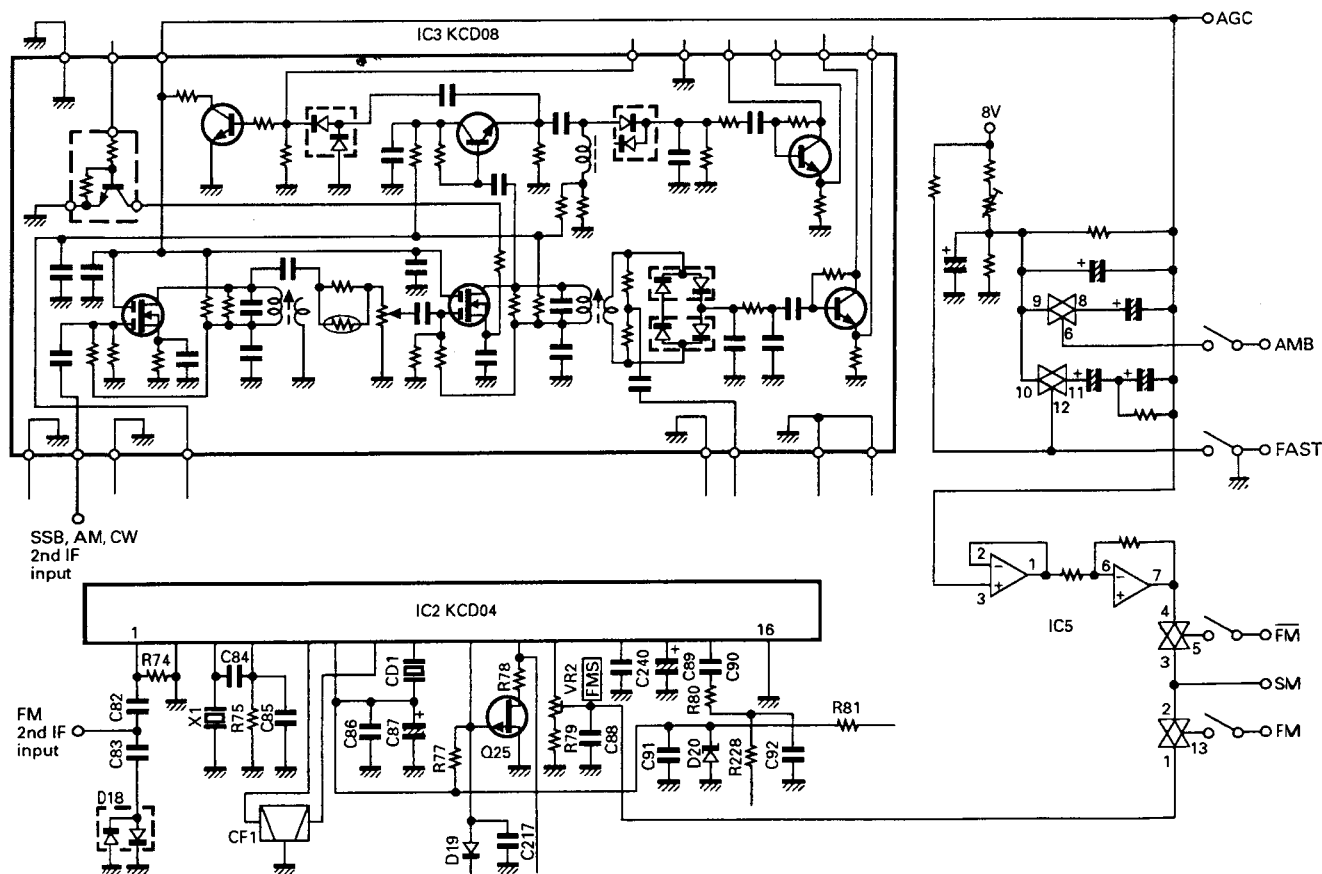 AGC
IC3 KCD08
8V
9 8
6
AMB
10 11
12
FAST
SSB, AM, CW
2nd IF
input
2
1
3
6
7
IC5
4
5
3
FM
SM
2
13
1
FM
IC2 KCD04
1
16
R74
C84
CD1
R78
VR2
FMS
C240
C89
C90
C82
X1
R75
C85
C86
C87
R77
Q25
R79
C88
R80
R81
FM
2nd IF
input
C83
C91
D20
R228
C92
D18
CF1
D19
C217